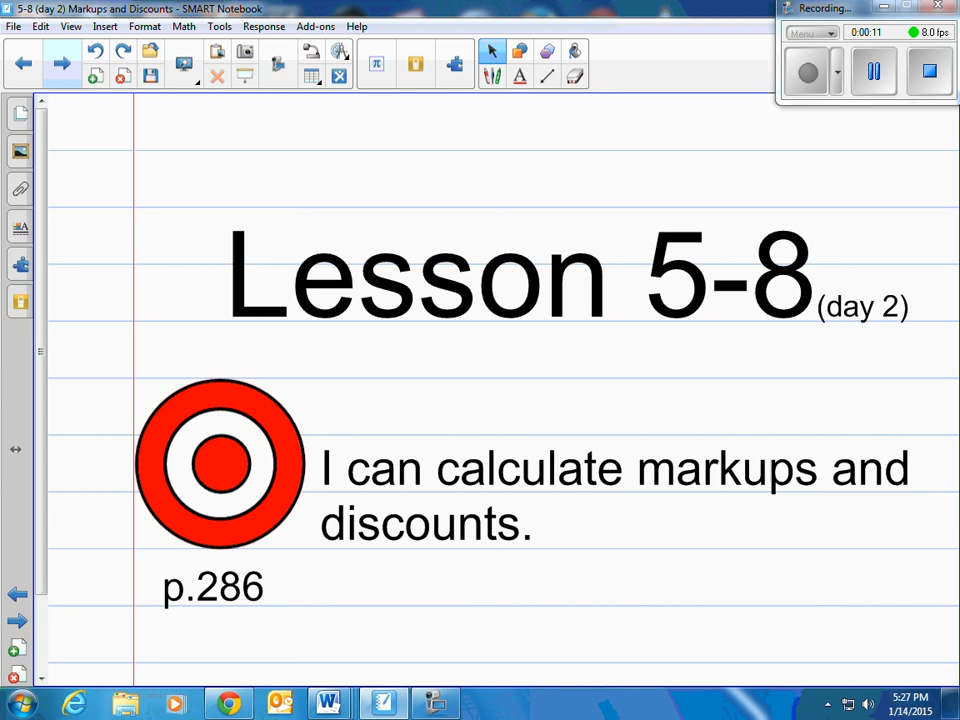 5-8 (day 2) Markups and Discounts - SMART Notebook
Recording...
File Edit View Insert Format Math Tools Response Add-ons Help
Menu
0:00:11
8.0 fps
Lesson 5-8 (day 2)
I can calculate markups and
discounts.
p.286
5:27 PM
1/14/2015